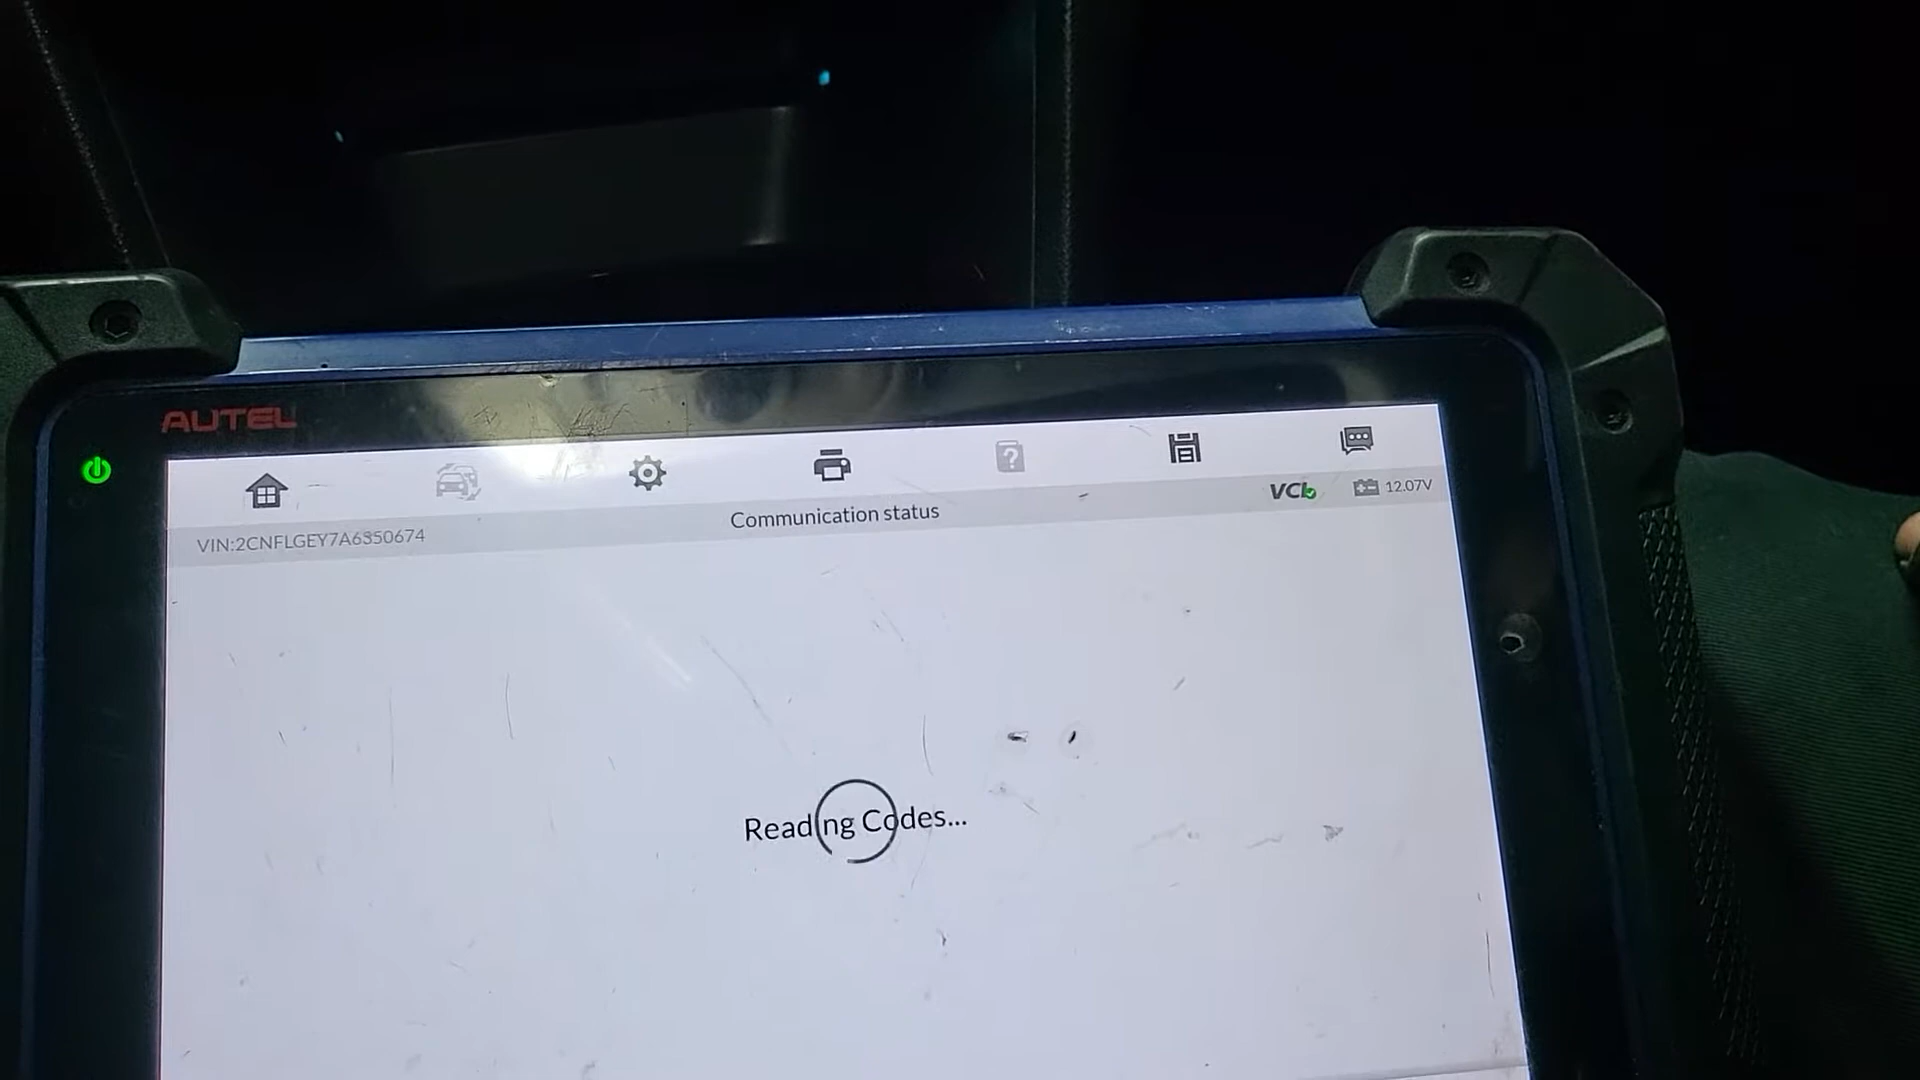 AUTEL
VCI
12.07V
Communication status
VIN:2CNFLGEY7A6350674
Reading Codes...